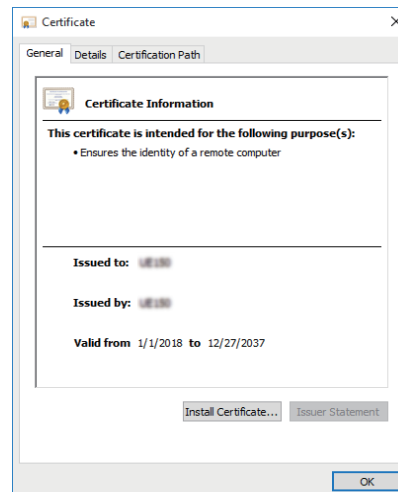 Certificate
General Details Certification Path
Certificate Information
This certificate is intended for the following purpose(s):
• Ensures the identity of a remote computer
Issued to:
Issued by:
Valid from 1/1/2018 to 12/27/2037
Install Certificate... Issuer Statement
OK